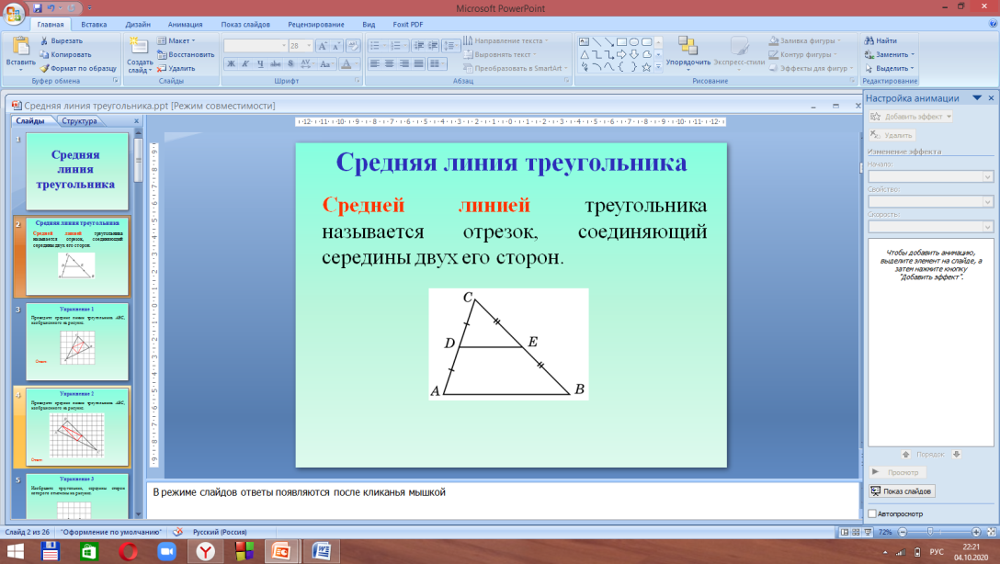 Microsoft PowerPoint
Главная Вставка Дизайн Анимация Показ слайдов Рецензирование Вид Foxit PDF
Вставить
Вырезать
Копировать
Формат по образцу
Буфер обмена
Создать слайд
Макет
Восстановить
Удалить
Слайды
28
Ж К Ч abc S AV Aa А
Шрифт
Направление текста
Выровнять текст
Преобразовать в SmartArt
Абзац
Упорядочить
Экспресс-стили
Заливка фигуры
Контур фигуры
Эффекты для фигур
Рисование
Найти
Заменить
Выделить
Редактирование
Средняя линия треугольника.ppt [Режим совместимости]
Слайды Структура
1
Средняя
линия
треугольника
2
Средняя линия треугольника
Средней линией треугольника
называется отрезок, соединяющий
середины двух его сторон.
3
Упражнение 1
Проведите средние линии треугольника ABC,
изображенного на рисунке.
Ответ
4
Упражнение 2
Проведите средние линии треугольника ABC,
изображенного на рисунке.
Ответ
5
Упражнение 3
Средняя линия треугольника
Средней линией треугольника
называется отрезок, соединяющий
середины двух его сторон.
C
D E
A B
В режиме слайдов ответы появляются после кликанья мышкой
Настройка анимации
Добавить эффект
Удалить
Изменение эффекта
Начало:
Свойство:
Скорость:
Чтобы добавить анимацию,
выделите элемент на слайде, а
затем нажмите кнопку
"Добавить эффект".
Порядок
Просмотр
Показ слайдов
Автопросмотр
Слайд 2 из 26 "Оформление по умолчанию" Русский (Россия) 72%
РУС
22:21
04.10.2020